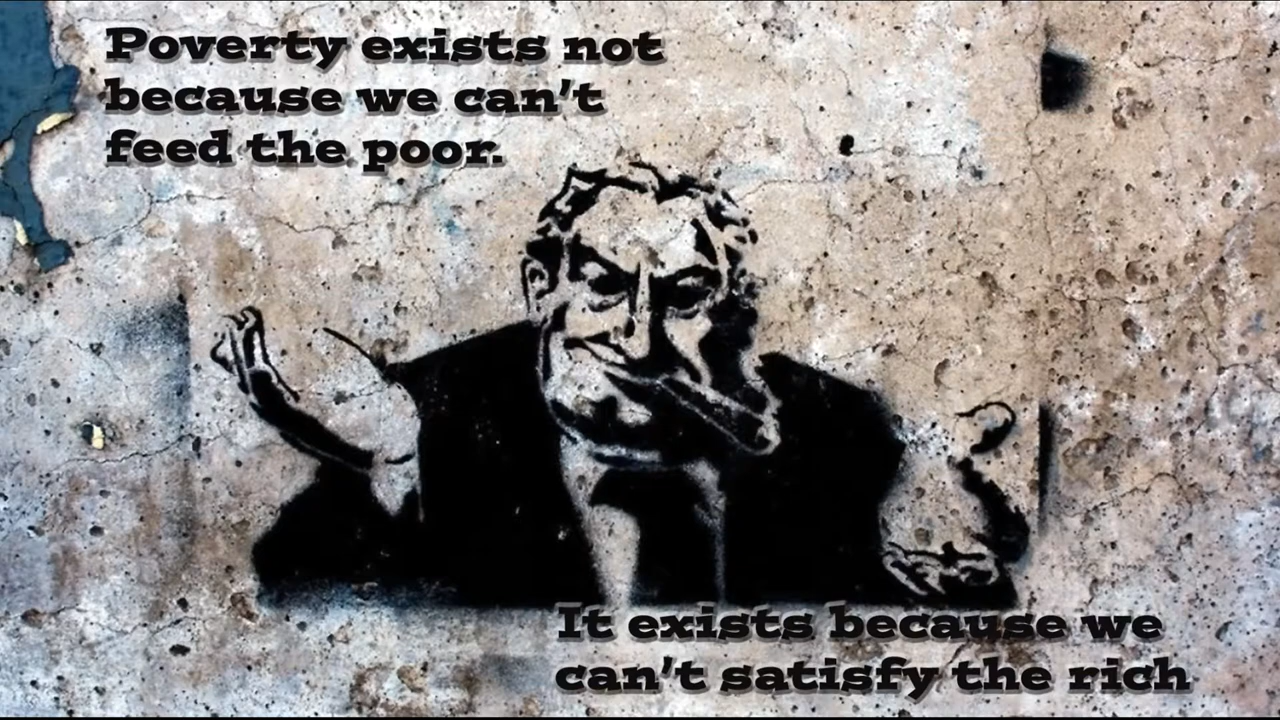 Poverty exists not
because we can't
feed the poor.
It exists because we
can't satisfy the rich